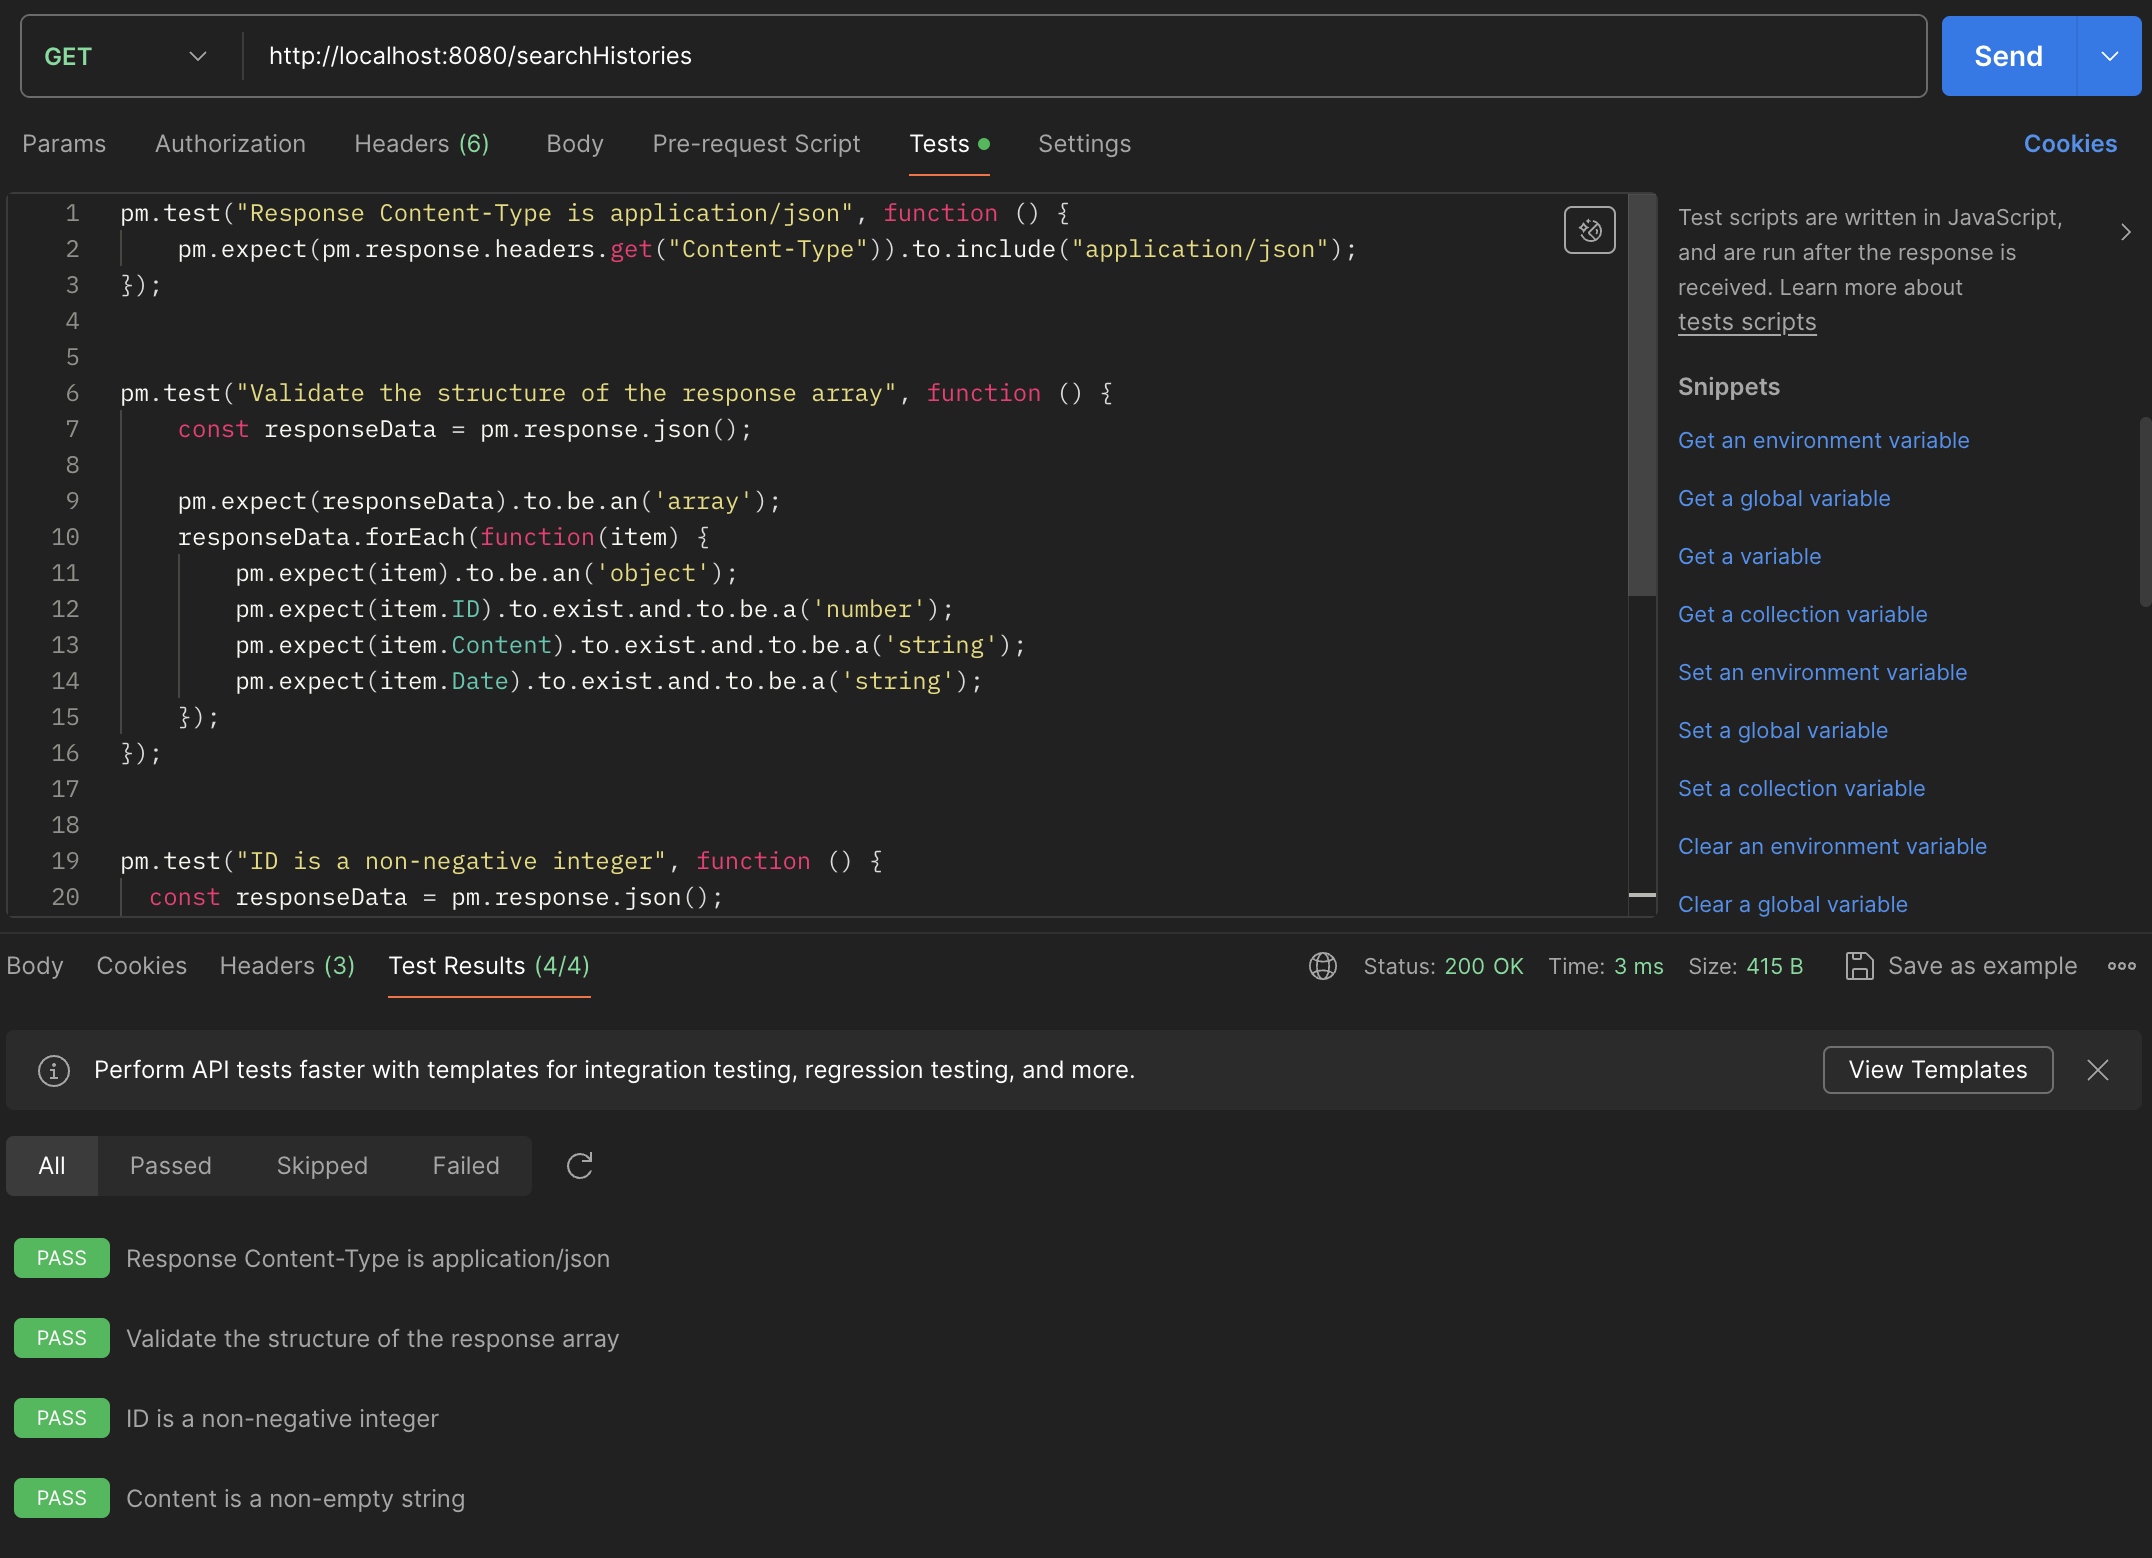 GET
http://localhost:8080/searchHistories
Send
Params
Authorization
Headers (6)
Body
Pre-request Script
Tests
Settings
Cookies
1 pm.test("Response Content-Type is application/json", function () {
2     pm.expect(pm.response.headers.get("Content-Type")).to.include("application/json");
3 });
4
5
6 pm.test("Validate the structure of the response array", function () {
7     const responseData = pm.response.json();
8
9     pm.expect(responseData).to.be.an('array');
10     responseData.forEach(function(item) {
11         pm.expect(item).to.be.an('object');
12         pm.expect(item.ID).to.exist.and.to.be.a('number');
13         pm.expect(item.Content).to.exist.and.to.be.a('string');
14         pm.expect(item.Date).to.exist.and.to.be.a('string');
15     });
16 });
17
18
19 pm.test("ID is a non-negative integer", function () {
20   const responseData = pm.response.json();
Test scripts are written in JavaScript,
and are run after the response is
received. Learn more about
tests scripts
Snippets
Get an environment variable
Get a global variable
Get a variable
Get a collection variable
Set an environment variable
Set a global variable
Set a collection variable
Clear an environment variable
Clear a global variable
Body
Cookies
Headers (3)
Test Results (4/4)
Status: 200 OK
Time: 3 ms
Size: 415 B
Save as example
Perform API tests faster with templates for integration testing, regression testing, and more.
View Templates
All
Passed
Skipped
Failed
PASS Response Content-Type is application/json
PASS Validate the structure of the response array
PASS ID is a non-negative integer
PASS Content is a non-empty string